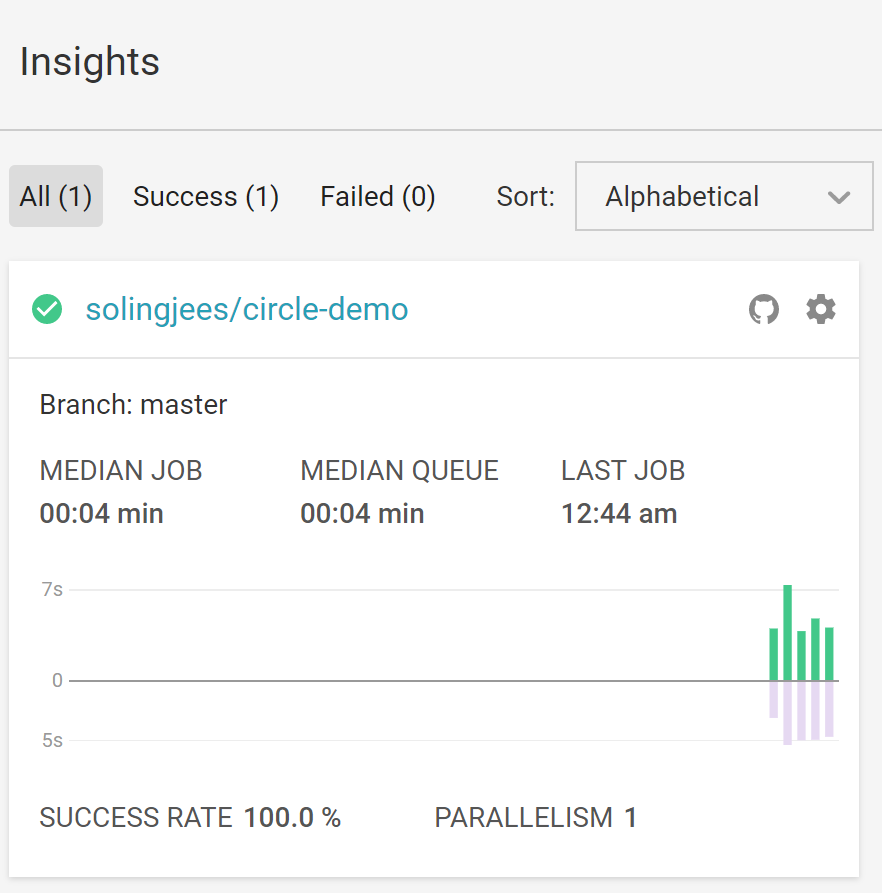 Insights
All (1) Success (1) Failed (0) Sort: Alphabetical
solingjees/circle-demo
Branch: master
MEDIAN JOB MEDIAN QUEUE LAST JOB
00:04 min 00:04 min 12:44 am
7s
0
5s
SUCCESS RATE 100.0 % PARALLELISM 1